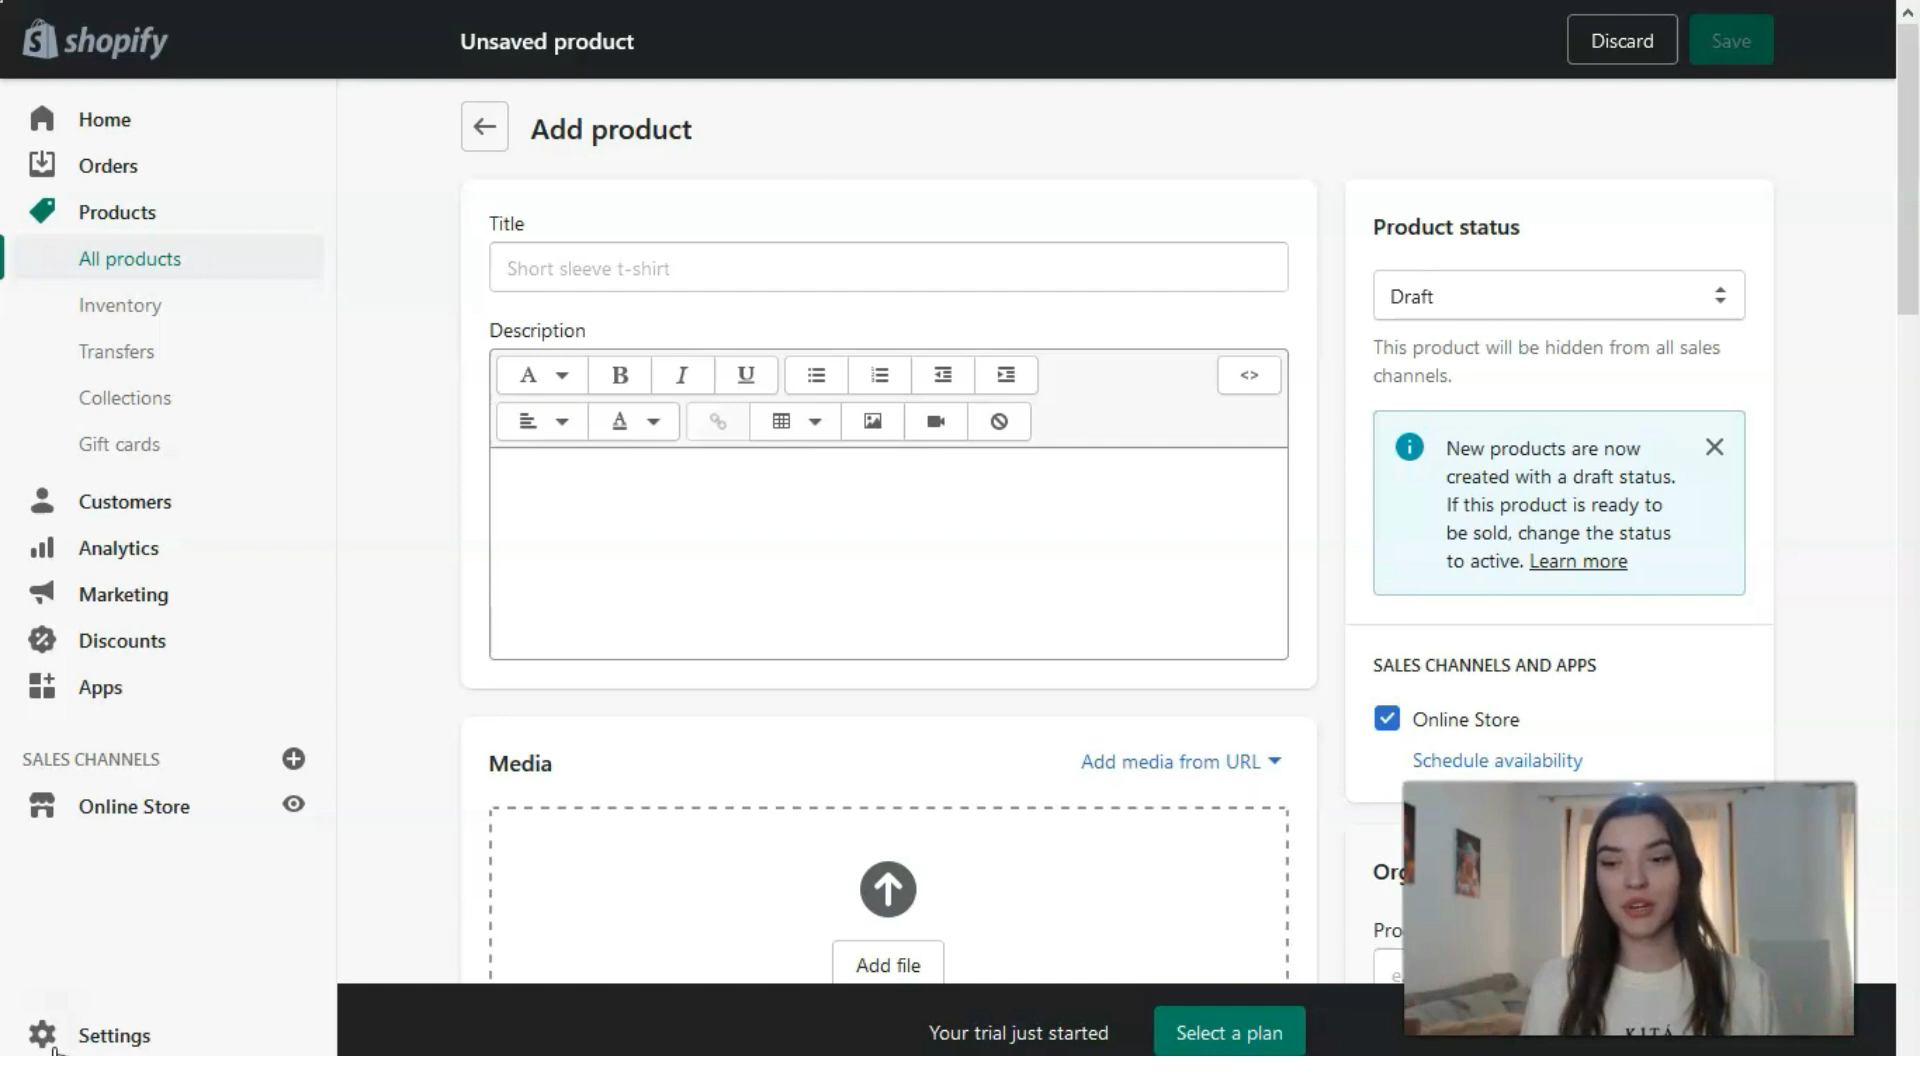 shopify
Unsaved product
Discard
Save
Home
Orders
Products
All products
Inventory
Transfers
Collections
Gift cards
Customers
Analytics
Marketing
Discounts
Apps
SALES CHANNELS
Online Store
Settings
Add product
Title
Short sleeve t-shirt
Description
A
B
I
U
<>
A
Media
Add media from URL
Add file
Product status
Draft
This product will be hidden from all sales
channels.
New products are now
created with a draft status.
If this product is ready to
be sold, change the status
to active. Learn more
SALES CHANNELS AND APPS
Online Store
Schedule availability
Your trial just started
Select a plan